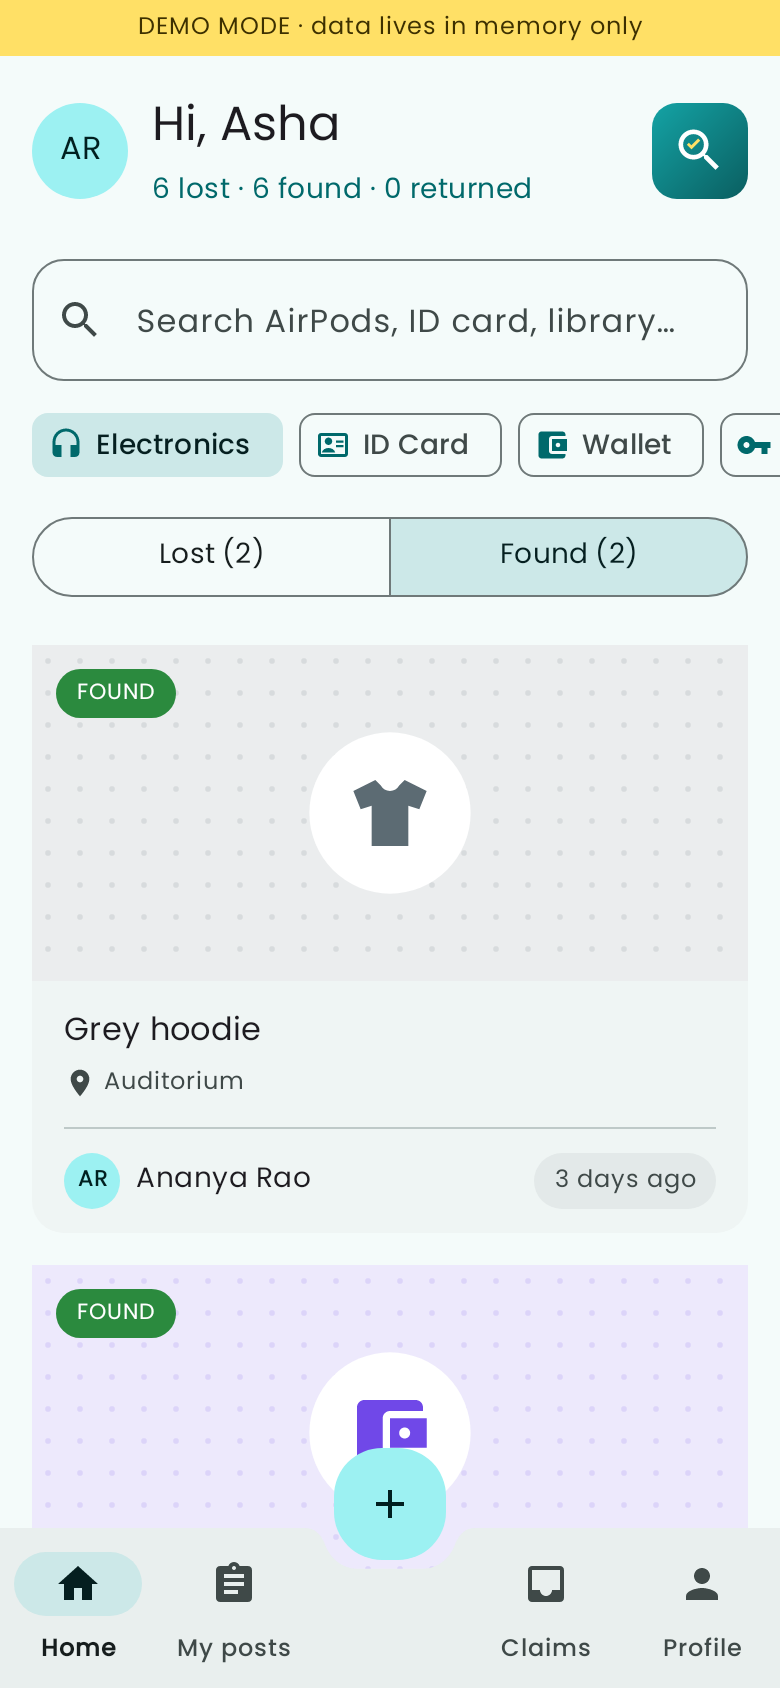 DEMO MODE · data lives in memory only
AR
Hi, Asha
6 lost · 6 found · 0 returned
Search AirPods, ID card, library...
Electronics
ID Card
Wallet
Lost (2)
Found (2)
FOUND
Grey hoodie
Auditorium
AR
Ananya Rao
3 days ago
FOUND
Home
My posts
Claims
Profile